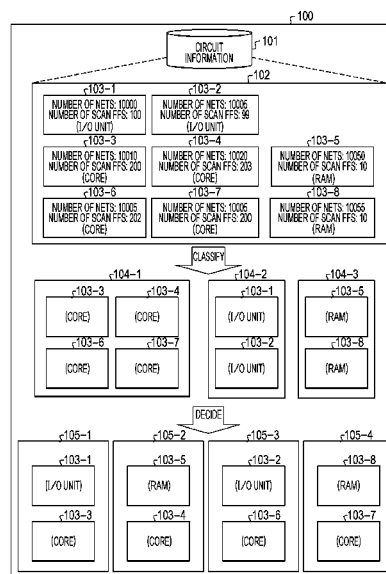 100
101
CIRCUIT
INFORMATION
102
103-1
NUMBER OF NETS: 10000
NUMBER OF SCAN FFS: 100
(I/O UNIT)
103-2
NUMBER OF NETS: 10005
NUMBER OF SCAN FFS: 99
(I/O UNIT)
103-3
NUMBER OF NETS: 10010
NUMBER OF SCAN FFS: 200
(CORE)
103-4
NUMBER OF NETS: 10020
NUMBER OF SCAN FFS: 203
(CORE)
103-5
NUMBER OF NETS: 10050
NUMBER OF SCAN FFS: 10
(RAM)
103-6
NUMBER OF NETS: 10005
NUMBER OF SCAN FFS: 202
(CORE)
103-7
NUMBER OF NETS: 10005
NUMBER OF SCAN FFS: 200
(CORE)
103-8
NUMBER OF NETS: 10055
NUMBER OF SCAN FFS: 10
(RAM)
CLASSIFY
104-1
103-3
(CORE)
103-4
(CORE)
103-6
(CORE)
103-7
(CORE)
104-2
103-1
(I/O UNIT)
103-2
(I/O UNIT)
104-3
103-5
(RAM)
103-8
(RAM)
DECIDE
105-1
103-1
(I/O UNIT)
103-3
(CORE)
105-2
103-5
(RAM)
103-4
(CORE)
105-3
103-2
(I/O UNIT)
103-6
(CORE)
105-4
103-8
(RAM)
103-7
(CORE)